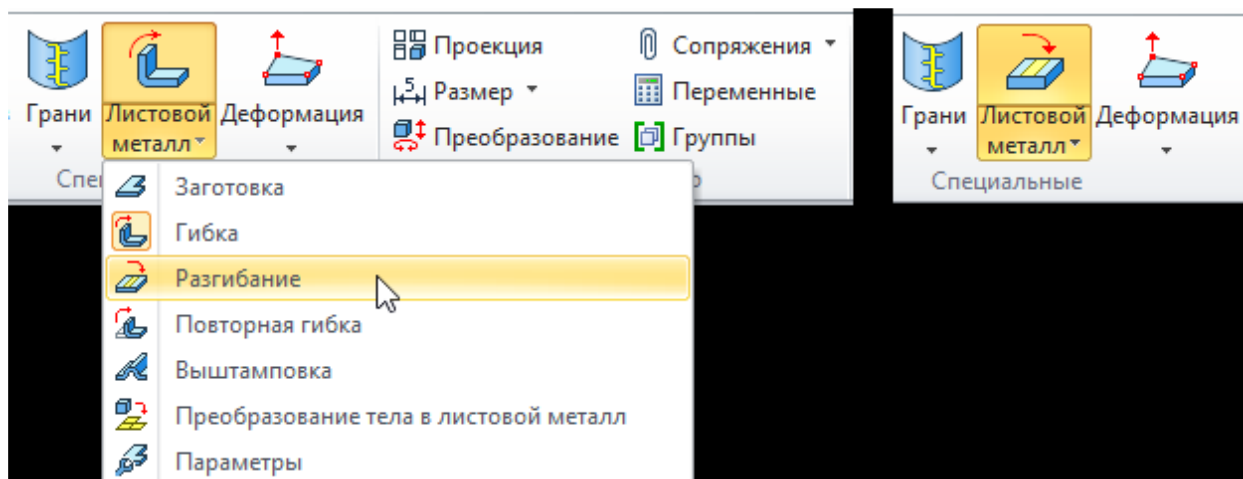 Проекция
Сопряжения
Размер
Переменные
Грани
Листовой металл
Деформация
Преобразование
Группы
Заготовка
Гибка
Разгибание
Повторная гибка
Выштамповка
Преобразование тела в листовой металл
Параметры
Грани
Листовой металл
Деформация
Специальные